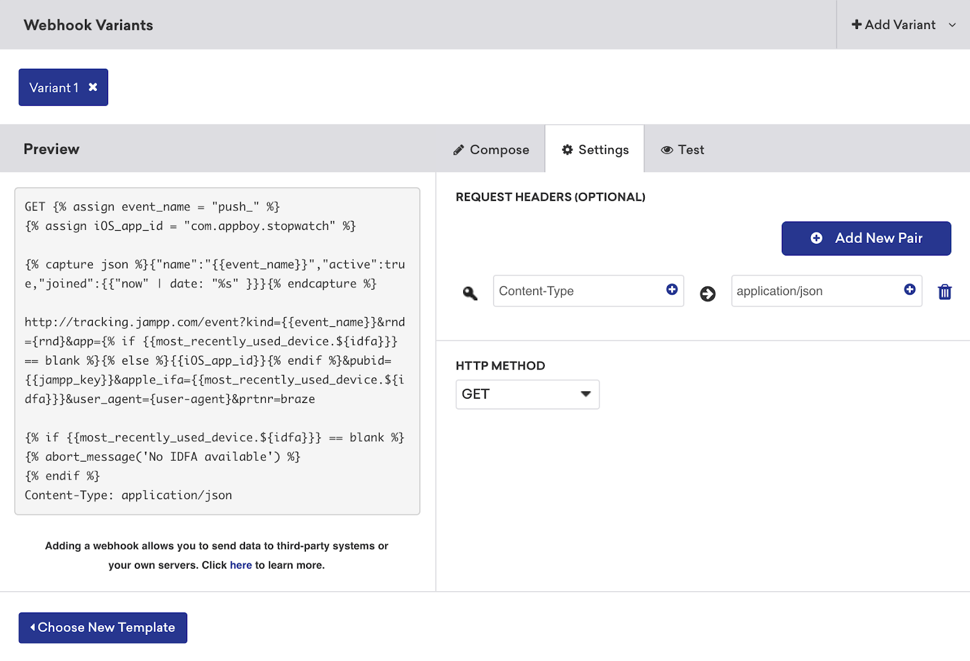 Webhook Variants
Add Variant
Variant 1
Preview
Compose
Settings
Test
GET {% assign event_name = "push_" %}
{% assign iOS_app_id = "com.appboy.stopwatch" %}
{% capture json %}{"name":"{{event_name}}","active":tru
e,"joined":{{"now" | date: "%s" }}}{% endcapture %}
http://tracking.jampp.com/event?kind={{event_name}}&rnd
={rnd}&app={% if {{most_recently_used_device.${idfa}}}
== blank %}{% else %}{{iOS_app_id}}{% endif %}&pubid=
{{jampp_key}}&apple_ifa={{most_recently_used_device.${i
dfa}}}&user_agent={user-agent}&prtnr=braze
{% if {{most_recently_used_device.${idfa}}} == blank %}
{% abort_message('No IDFA available') %}
{% endif %}
Content-Type: application/json
Adding a webhook allows you to send data to third-party systems or
your own servers. Click here to learn more.
REQUEST HEADERS (OPTIONAL)
Add New Pair
Content-Type
application/json
HTTP METHOD
GET
Choose New Template